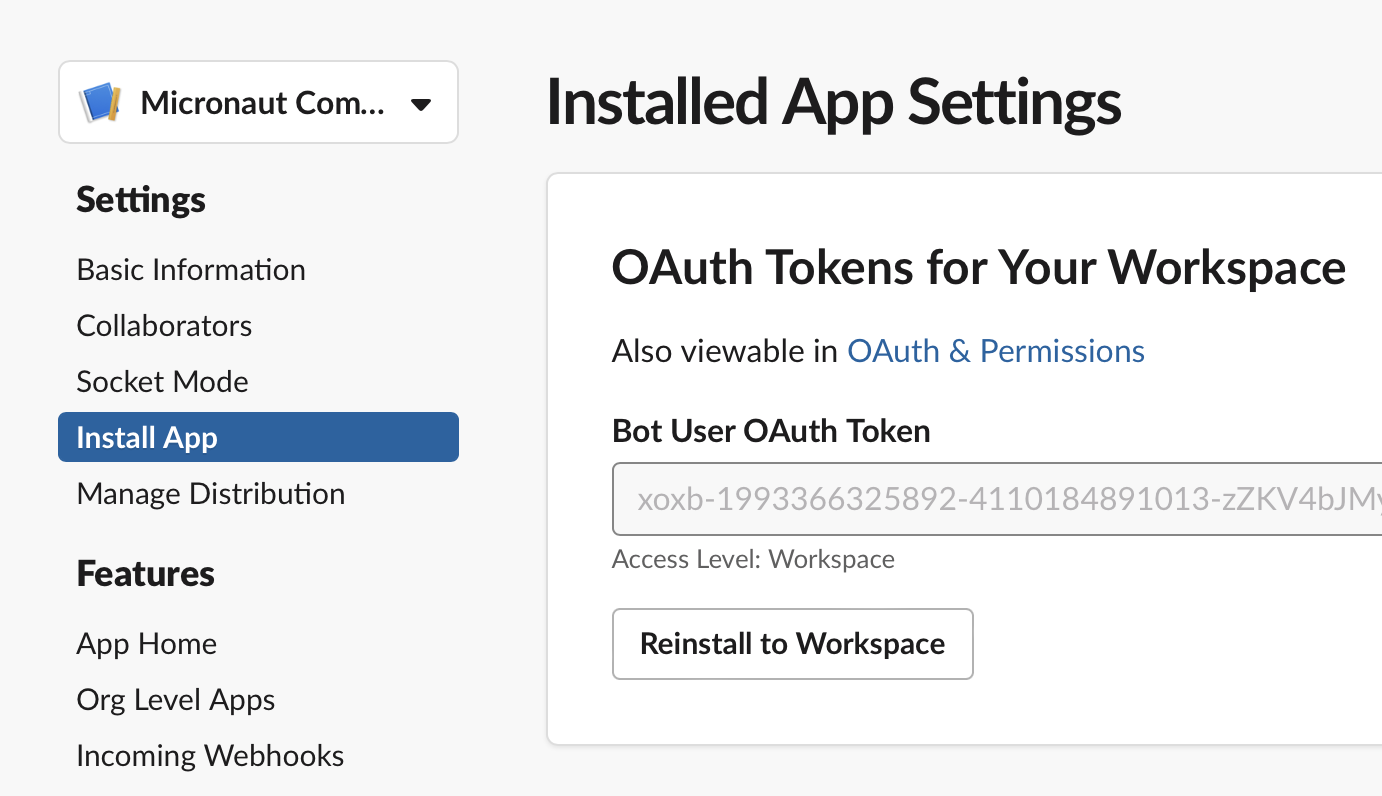 Micronaut Com...
Settings
Basic Information
Collaborators
Socket Mode
Install App
Manage Distribution
Features
App Home
Org Level Apps
Incoming Webhooks
Installed App Settings
OAuth Tokens for Your Workspace
Also viewable in OAuth & Permissions
Bot User OAuth Token
xoxb-1993366325892-4110184891013-zZKV4bJMy
Access Level: Workspace
Reinstall to Workspace